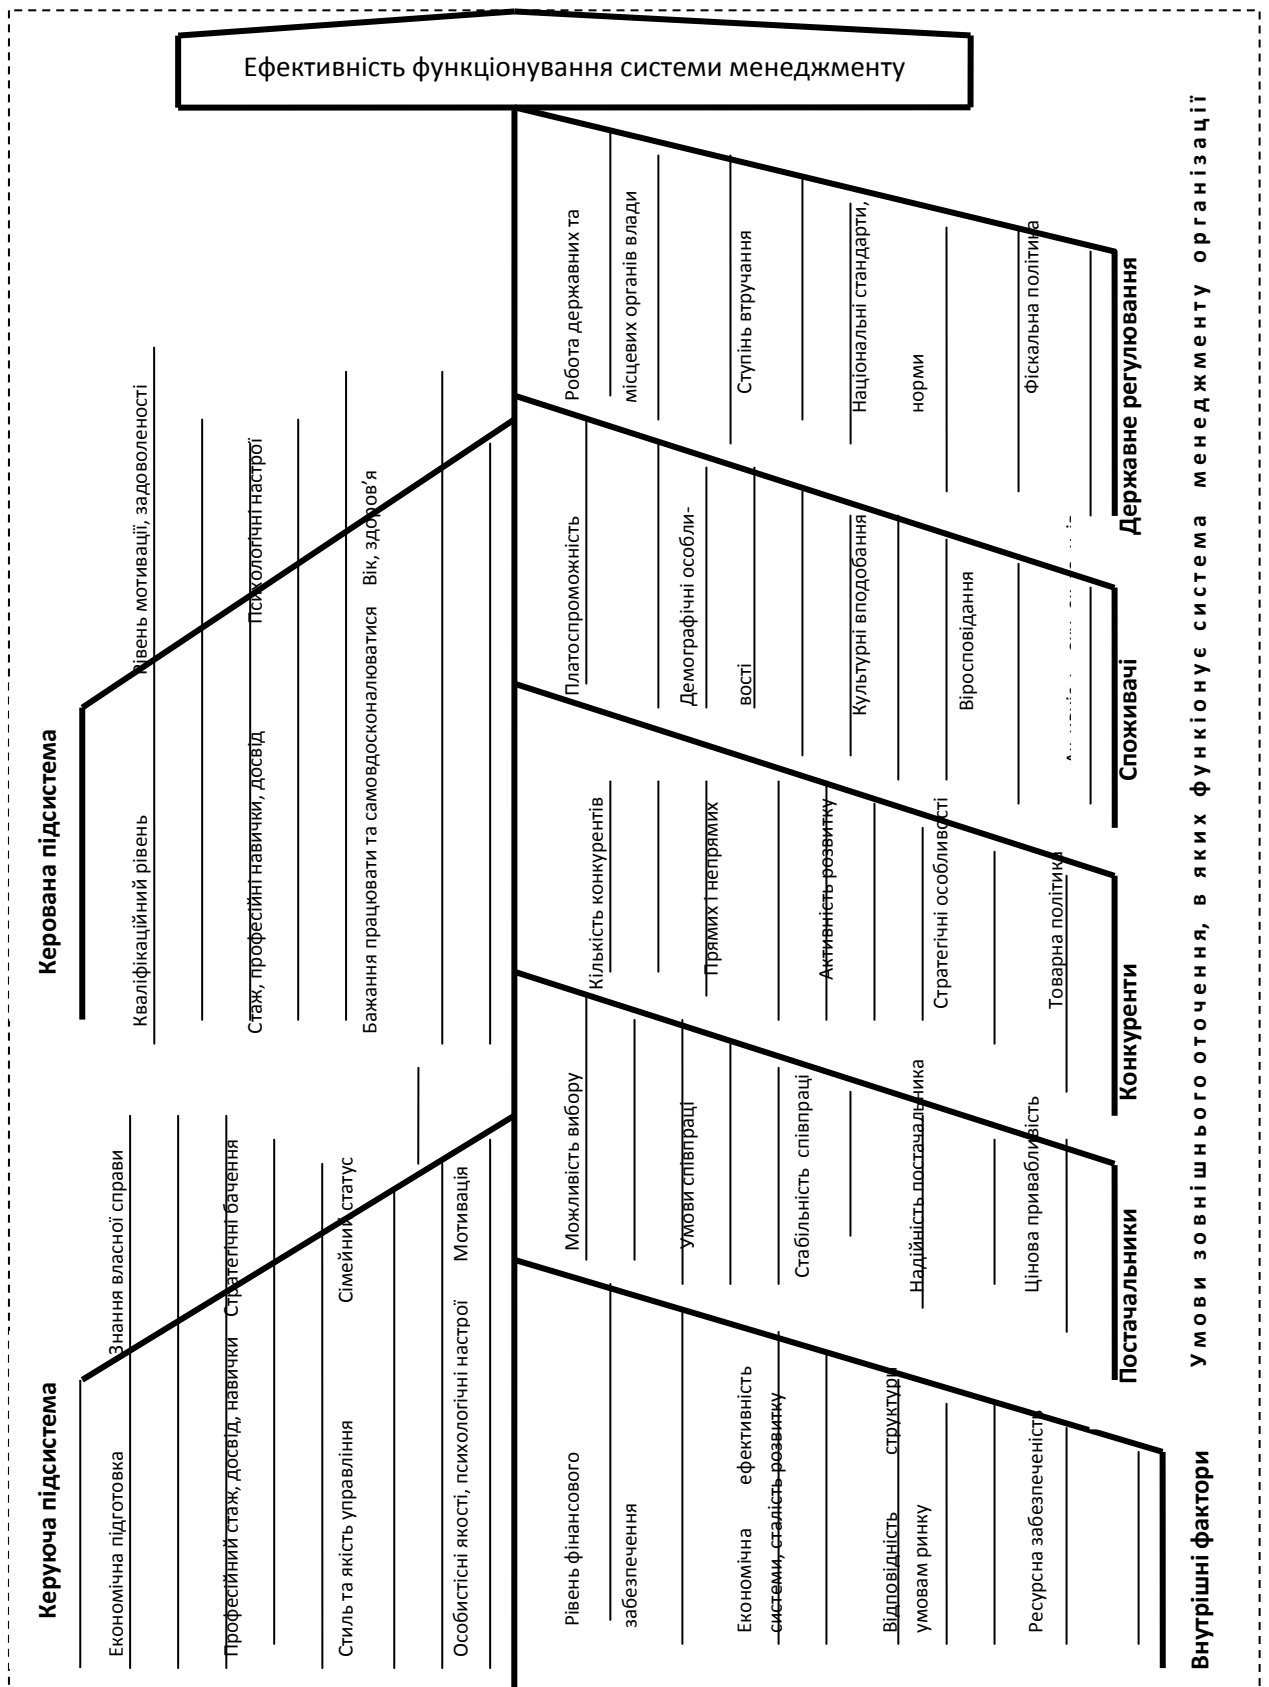 Ефективність функціонування системи менеджменту
Керована підсистема
Кваліфікаційний рівень
Рівень мотивації, задоволеності
Стаж, професійні навички, досвід
Психологічні настрої
Бажання працювати та самовдосконалюватися
Вік, здоров’я
Керуюча підсистема
Економічна підготовка
Знання власної справи
Професійний стаж, досвід, навички
Стратегічні бачення
Стиль та якість управління
Сімейний статус
Особистісні якості, психологічні настрої
Мотивація
Робота державних та
місцевих органів влади
Ступінь втручання
Національні стандарти,
норми
Фіскальна політика
Державне регулювання
Платоспроможність
Демографічні особли-
вості
Культурні вподобання
Віросповідання
Споживачі
Кількість конкурентів
Прямих і непрямих
Активність розвитку
Стратегічні особливості
Товарна політика
Конкуренти
Можливість вибору
Умови співпраці
Стабільність співпраці
Надійність постачальника
Цінова привабливість
Постачальники
Рівень фінансового
забезпечення
Економічна ефективність
системи, сталість розвитку
Відповідність структури
умовам ринку
Ресурсна забезпеченість
Внутрішні фактори
Умови зовнішнього оточення, в яких функціонує система менеджменту організації